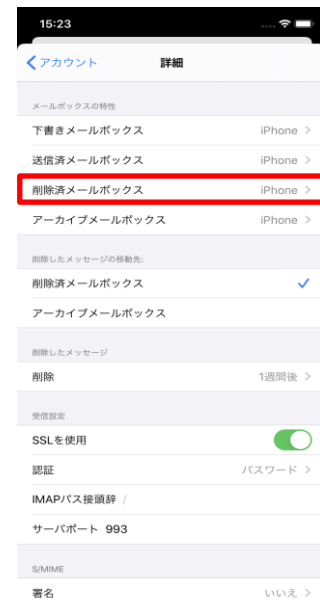 15:23
アカウント 詳細
メールボックスの特性
下書きメールボックス iPhone
送信済メールボックス iPhone
削除済メールボックス iPhone
アーカイブメールボックス iPhone
削除したメッセージの移動先:
削除済メールボックス
アーカイブメールボックス
削除したメッセージ
削除 1週間後
受信設定
SSLを使用
認証 パスワード
IMAPパス接頭辞 /
サーバポート 993
S/MIME
署名 いいえ